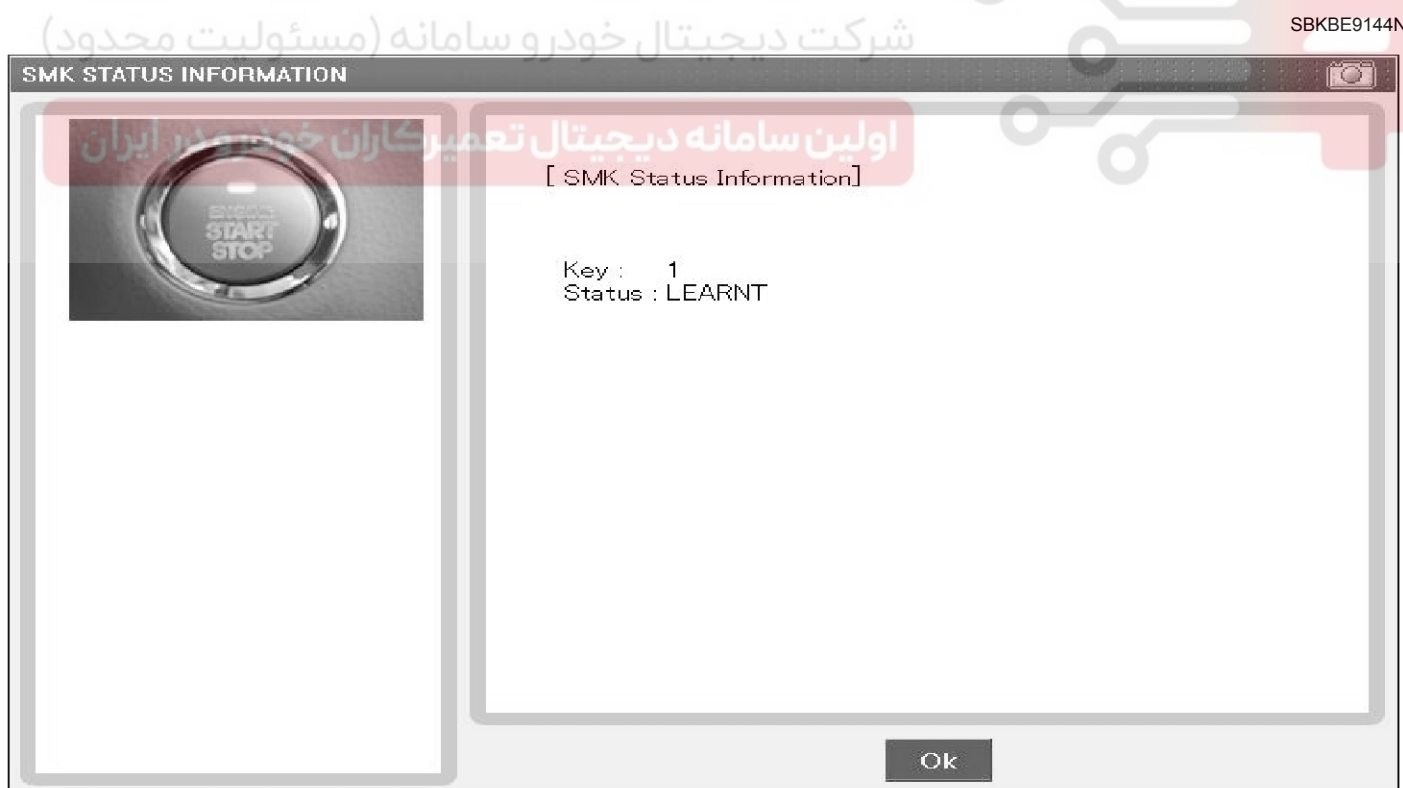 SBKBE9144N
شرکت دیجیتال خودرو سامانه (مسئولیت محدود)
SMK STATUS INFORMATION
اولین سامانه دیجیتال تعمیرکاران خودرو در ایران
ENGINE
START
STOP
[ SMK Status Information]
Key : 1
Status : LEARNT
Ok